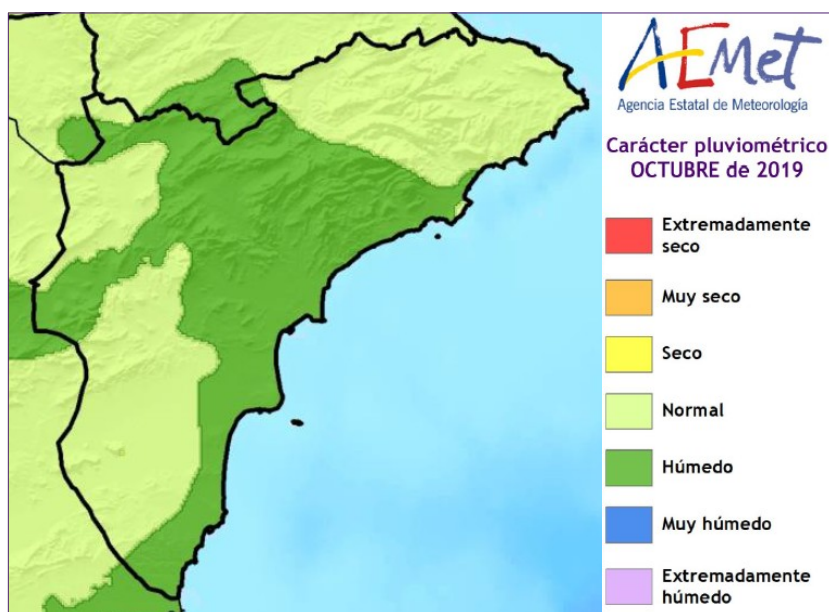 AEmet
Agencia Estatal de Meteorología
Carácter pluviométrico
OCTUBRE de 2019
Extremadamente
seco
Muy seco
Seco
Normal
Húmedo
Muy húmedo
Extremadamente
húmedo